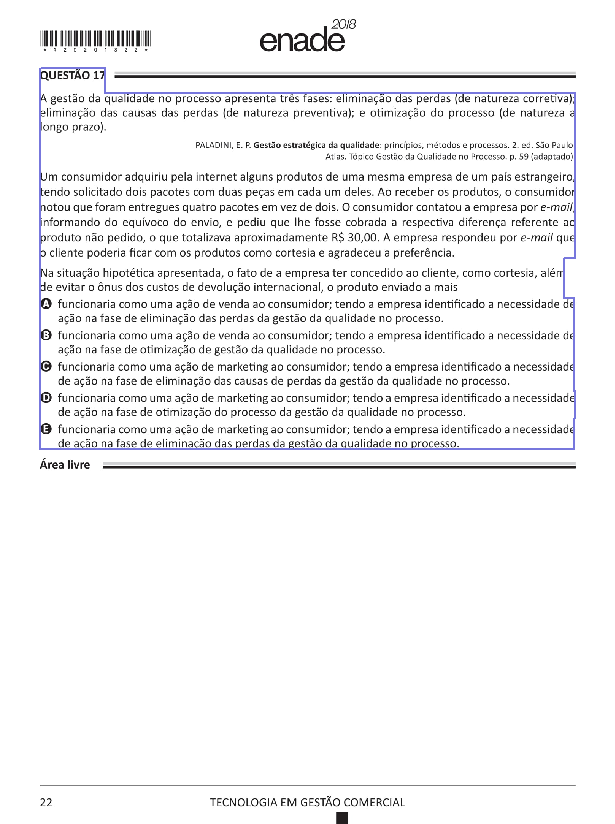 *R2020182２*
enade2018
QUESTÃO 17
A gestão da qualidade no processo apresenta três fases: eliminação das perdas (de natureza corretiva);
eliminação das causas das perdas (de natureza preventiva); e otimização do processo (de natureza a
longo prazo).
PALADINI, E. P. Gestão estratégica da qualidade: princípios, métodos e processos. 2. ed. São Paulo
Atlas. Tópico Gestão da Qualidade no Processo. p. 59 (adaptado)
Um consumidor adquiriu pela internet alguns produtos de uma mesma empresa de um país estrangeiro,
tendo solicitado dois pacotes com duas peças em cada um deles. Ao receber os produtos, o consumidor
notou que foram entregues quatro pacotes em vez de dois. O consumidor contatou a empresa por e-mail,
informando do equívoco do envio, e pediu que lhe fosse cobrada a respectiva diferença referente ao
produto não pedido, o que totalizava aproximadamente R$ 30,00. A empresa respondeu por e-mail que
o cliente poderia ficar com os produtos como cortesia e agradeceu a preferência.
Na situação hipotética apresentada, o fato de a empresa ter concedido ao cliente, como cortesia, além
de evitar o ônus dos custos de devolução internacional, o produto enviado a mais
A funcionaria como uma ação de venda ao consumidor; tendo a empresa identificado a necessidade de
ação na fase de eliminação das perdas da gestão da qualidade no processo.
B funcionaria como uma ação de venda ao consumidor; tendo a empresa identificado a necessidade de
ação na fase de otimização de gestão da qualidade no processo.
C funcionaria como uma ação de marketing ao consumidor; tendo a empresa identificado a necessidade
de ação na fase de eliminação das causas de perdas da gestão da qualidade no processo.
D funcionaria como uma ação de marketing ao consumidor; tendo a empresa identificado a necessidade
de ação na fase de otimização do processo da gestão da qualidade no processo.
E funcionaria como uma ação de marketing ao consumidor; tendo a empresa identificado a necessidade
de ação na fase de eliminação das perdas da gestão da qualidade no processo.
Área livre
22
TECNOLOGIA EM GESTÃO COMERCIAL